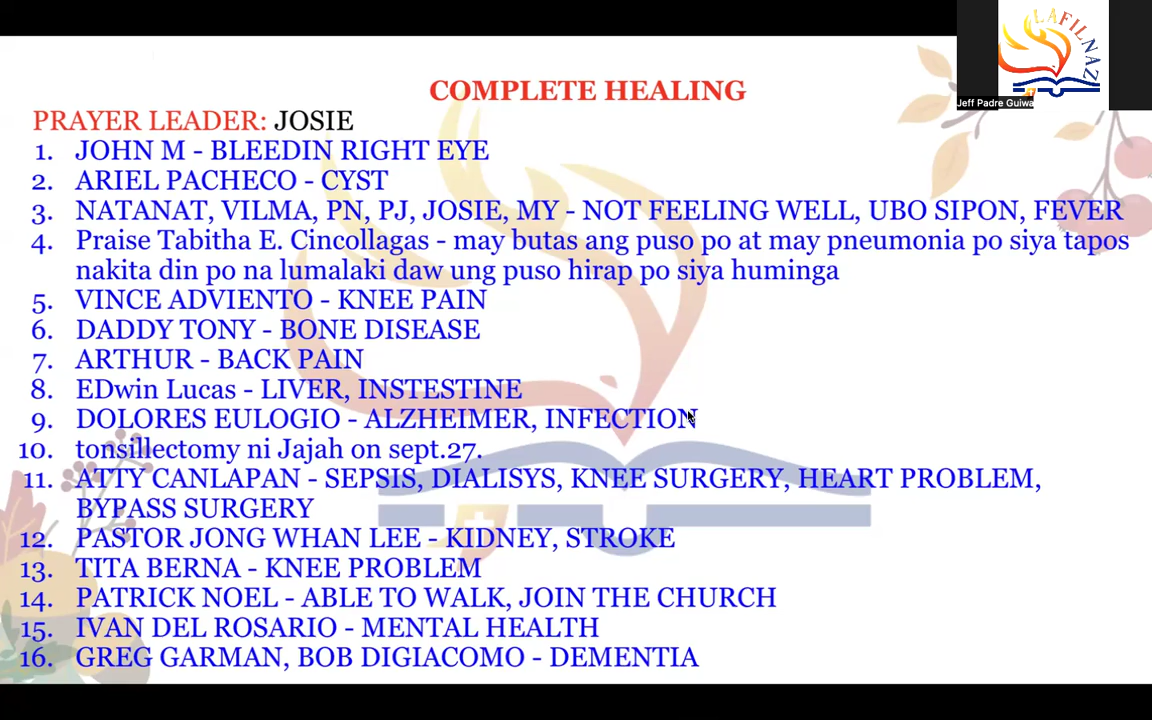 LAFILNAZ
Jeff Padre Guiwa
COMPLETE HEALING
PRAYER LEADER: JOSIE
1. JOHN M - BLEEDIN RIGHT EYE
2. ARIEL PACHECO - CYST
3. NATANAT, VILMA, PN, PJ, JOSIE, MY - NOT FEELING WELL, UBO SIPON, FEVER
4. Praise Tabitha E. Cincollagas - may butas ang puso po at may pneumonia po siya tapos
nakita din po na lumalaki daw ung puso hirap po siya huminga
5. VINCE ADVIENTO - KNEE PAIN
6. DADDY TONY - BONE DISEASE
7. ARTHUR - BACK PAIN
8. EDwin Lucas - LIVER, INSTESTINE
9. DOLORES EULOGIO - ALZHEIMER, INFECTION
10. tonsillectomy ni Jajah on sept.27.
11. ATTY CANLAPAN - SEPSIS, DIALISYS, KNEE SURGERY, HEART PROBLEM,
BYPASS SURGERY
12. PASTOR JONG WHAN LEE - KIDNEY, STROKE
13. TITA BERNA - KNEE PROBLEM
14. PATRICK NOEL - ABLE TO WALK, JOIN THE CHURCH
15. IVAN DEL ROSARIO - MENTAL HEALTH
16. GREG GARMAN, BOB DIGIACOMO - DEMENTIA